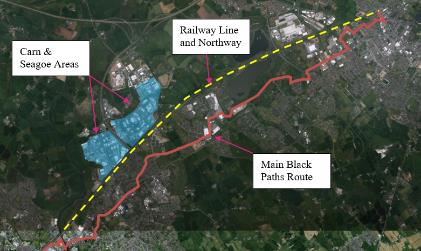 Railway Line
and Northway
Carn &
Seagoe Areas
Main Black
Paths Route